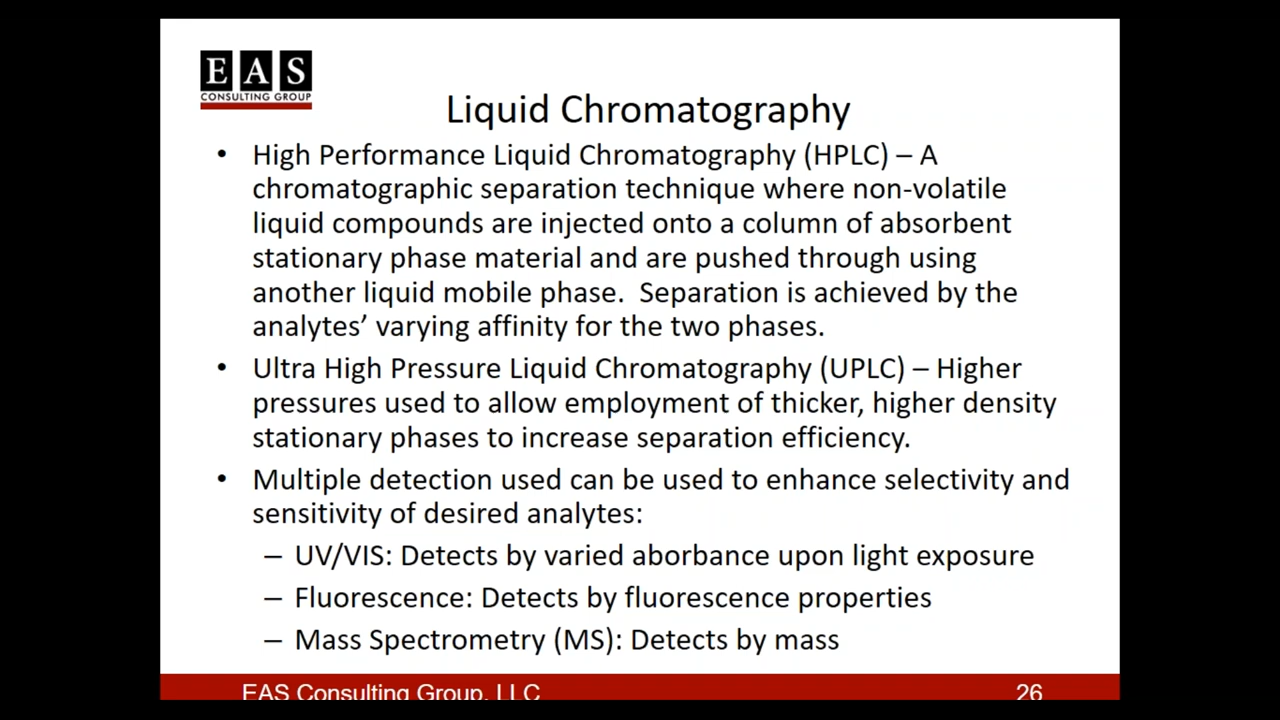 EAS
CONSULTING GROUP
Liquid Chromatography
• High Performance Liquid Chromatography (HPLC) – A
chromatographic separation technique where non-volatile
liquid compounds are injected onto a column of absorbent
stationary phase material and are pushed through using
another liquid mobile phase.  Separation is achieved by the
analytes’ varying affinity for the two phases.
• Ultra High Pressure Liquid Chromatography (UPLC) – Higher
pressures used to allow employment of thicker, higher density
stationary phases to increase separation efficiency.
• Multiple detection used can be used to enhance selectivity and
sensitivity of desired analytes:
– UV/VIS: Detects by varied aborbance upon light exposure
– Fluorescence: Detects by fluorescence properties
– Mass Spectrometry (MS): Detects by mass
EAS Consulting Group, LLC
26